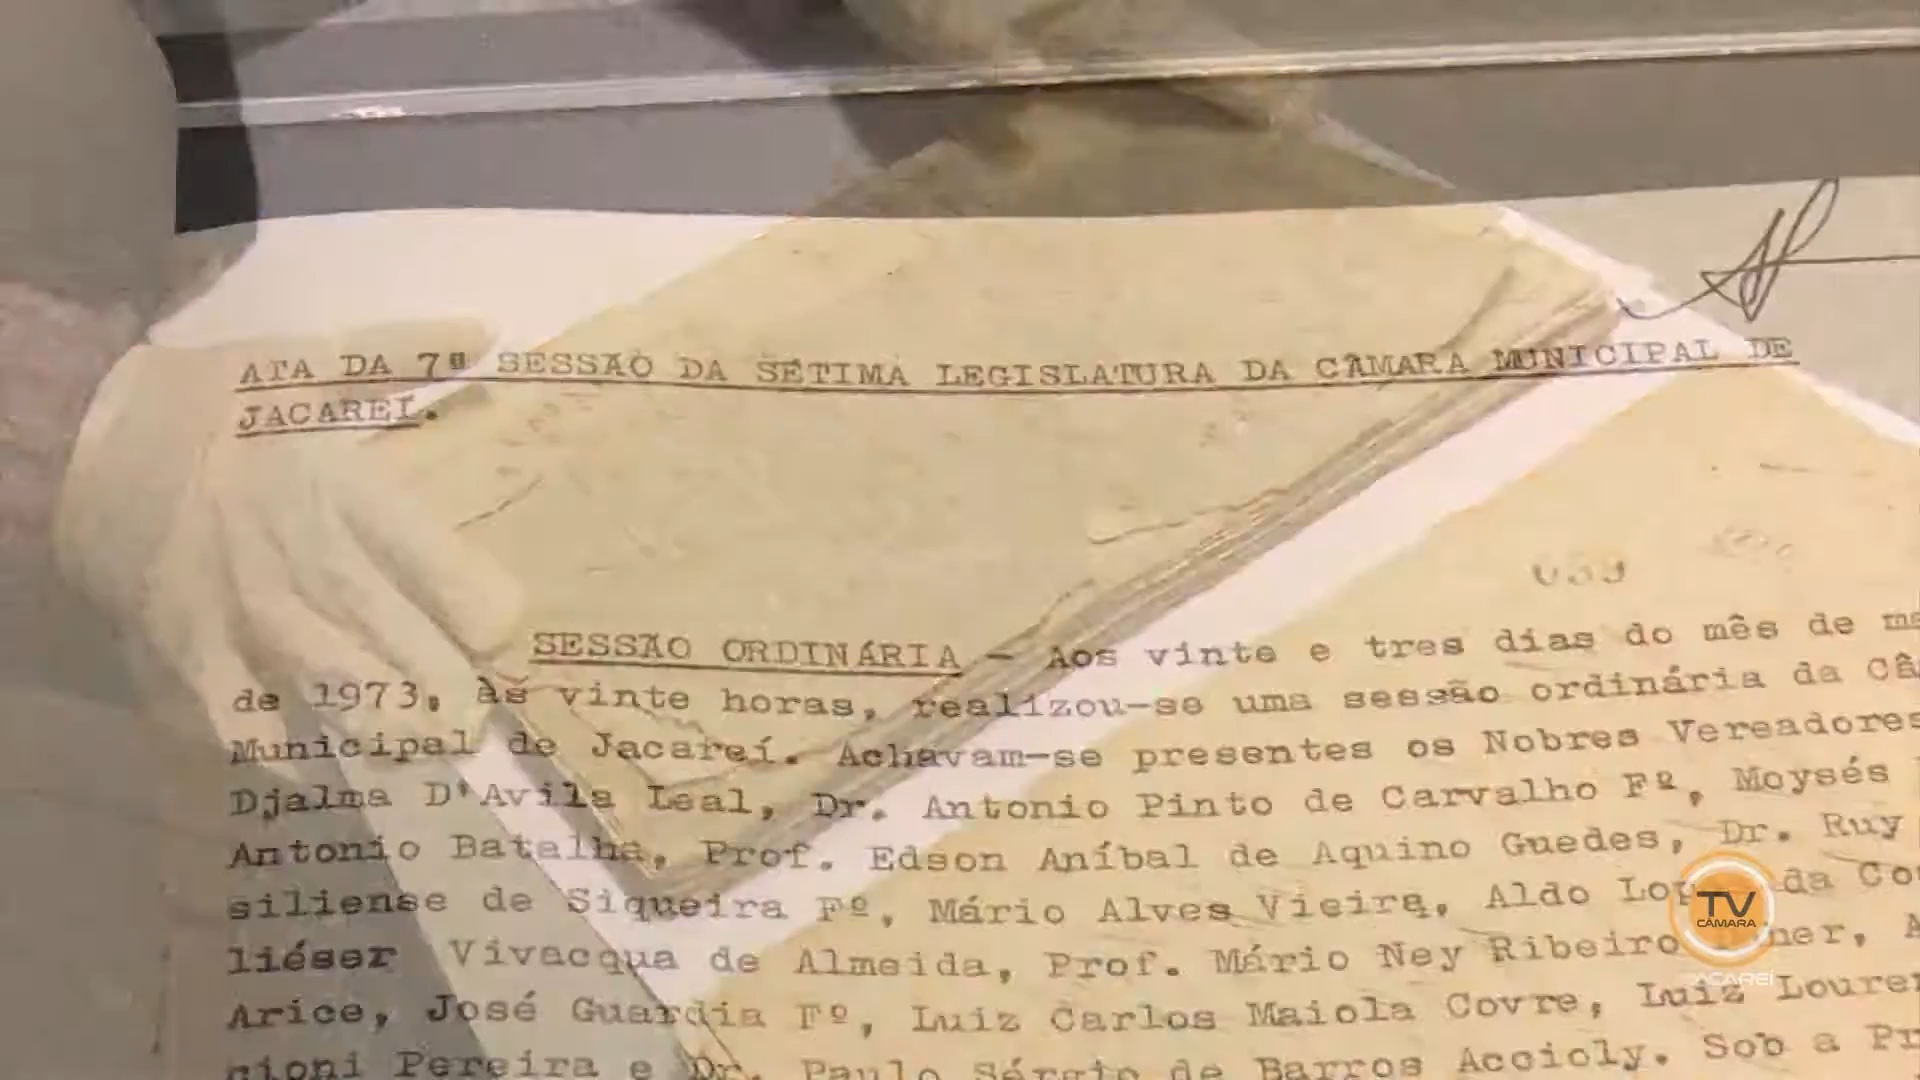 ATA DA 7ª SESSÃO DA SÉTIMA LEGISLATURA DA CÂMARA MUNICIPAL DE
JACAREÍ.
039
SESSÃO ORDINÁRIA - Aos vinte e tres dias do mês de
de 1973, às vinte horas, realizou-se uma sessão ordinária da
Municipal de Jacareí. Achavam-se presentes os Nobres Vereadores
Djalma D'Avila Leal, Dr. Antonio Pinto de Carvalho Fº, Moysés
Antonio Batalha, Prof. Edson Aníbal de Aquino Guedes, Dr. Ruy
siliense de Siqueira Fº, Mário Alves Vieira, Aldo da
liéser Vivacqua de Almeida, Prof. Mário Ney Ribeiro
Arice, José Guardia Fº, Luiz Carlos Maiola Covre, Luiz
cioni Pereira e Dr. Paulo Sérgio de Barros Accioly. Sob a
TV
CÂMARA
JACAREÍ